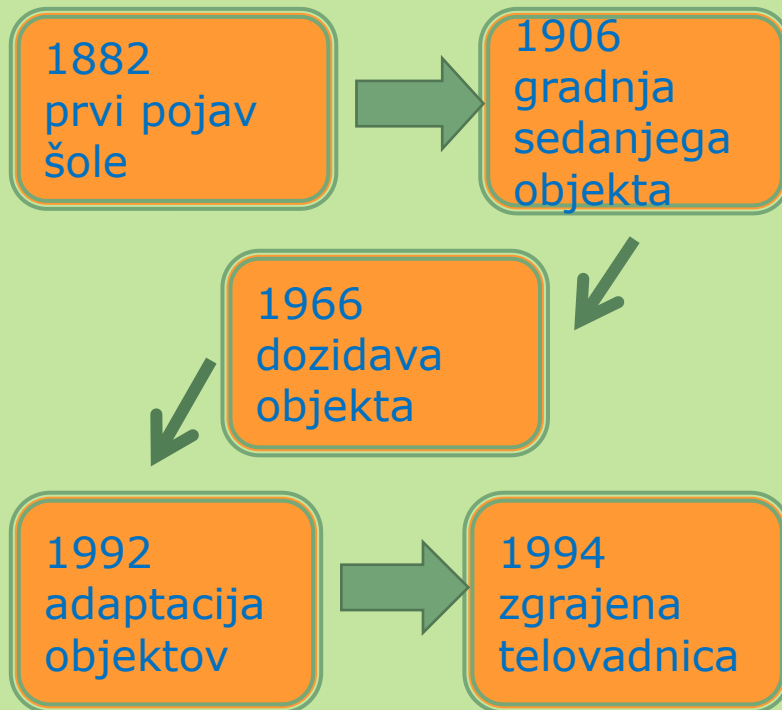 1882
prvi pojav
šole
1906
gradnja
sedanjega
objekta
1966
dozidava
objekta
1992
adaptacija
objektov
1994
zgrajena
telovadnica